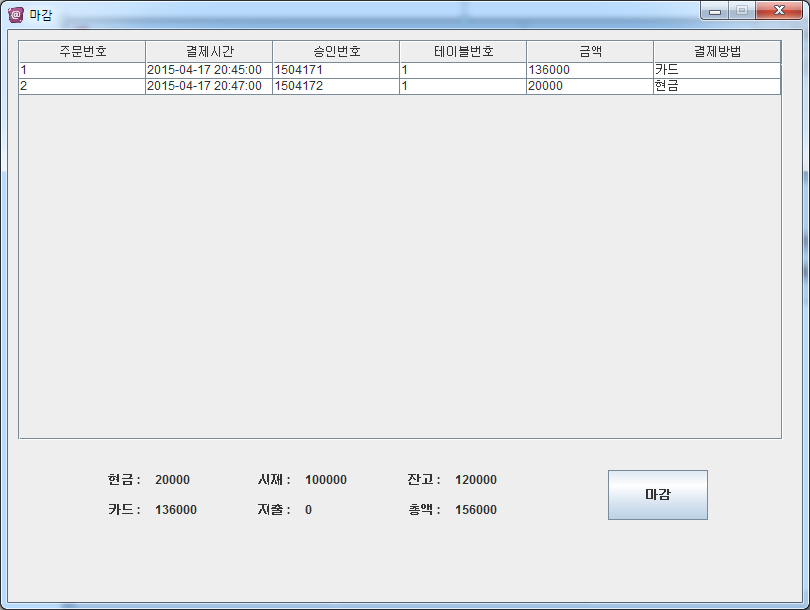 마감
주문번호 결제시간 승인번호 테이블번호 금액 결제방법
1 2015-04-17 20:45:00 1504171 1 136000 카드
2 2015-04-17 20:47:00 1504172 1 20000 현금
현금 : 20000 시재 : 100000 잔고 : 120000
카드 : 136000 지출 : 0 총액 : 156000
마감